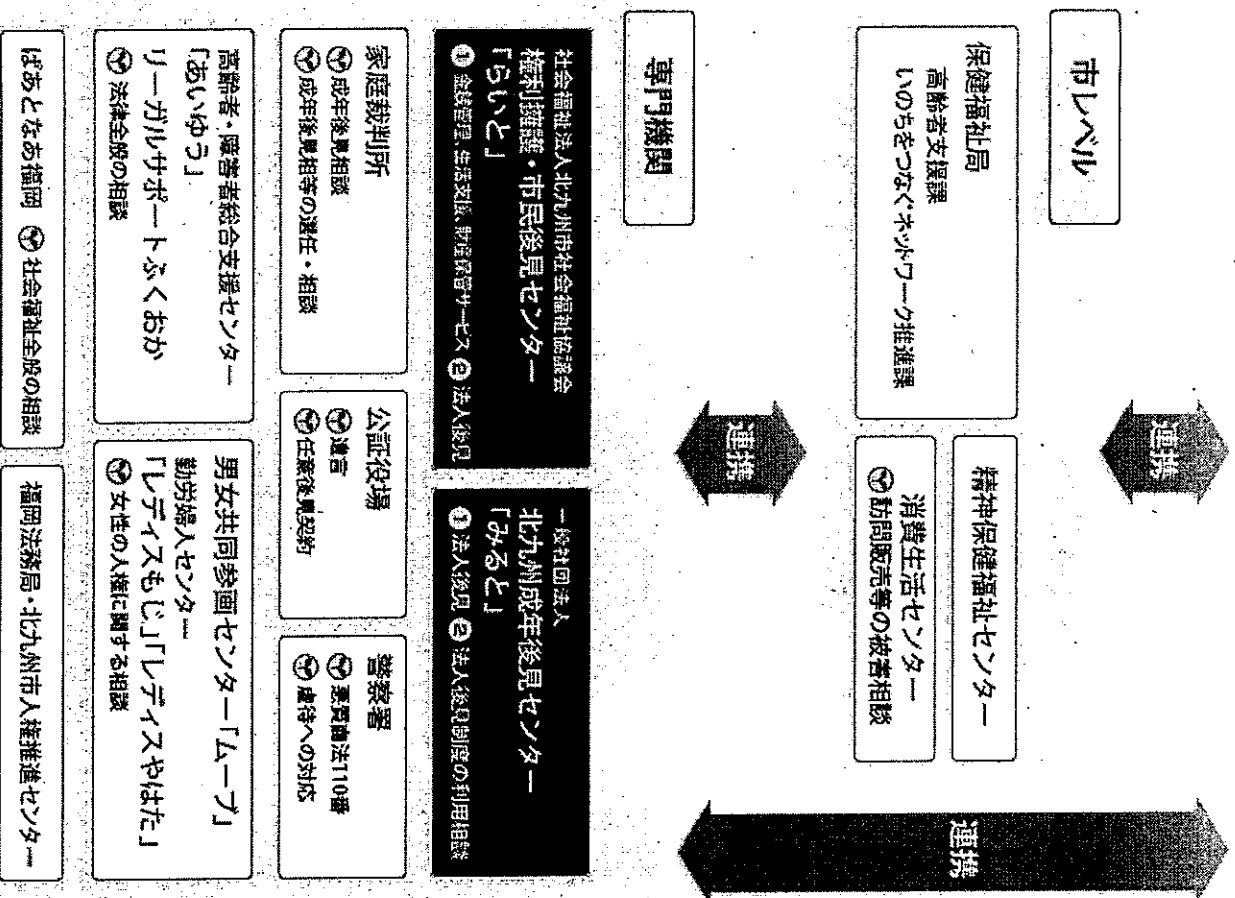 市レベル
連携
保健福祉局
高齢者支援課
いのちをつなぐネットワーク推進課
精神保健福祉センター
消費生活センター
訪問販売等の被害相談
連携
連携
専門機関
社会福祉法人北九州市社会福祉協議会
権利擁護・市民後見センター
「らいと」
❶ 金銭管理、生活支援、財産保管サービス ❷ 法人後見
一般社団法人
北九州成年後見センター
「みると」
❶ 法人後見 ❷ 法人後見制度の利用相談
家庭裁判所
成年後見相談
成年後見相等の選任・相談
公証役場
遺言
任意後見契約
警察署
悪質商法110番
虐待への対応
高齢者・障害者総合支援センター
「あいゆう」
リーガルサポートふくおか
法律全般の相談
男女共同参画センター「ムーブ」
勤労婦人センター
「レディスもじ」「レディスやはた」
女性の人権に関する相談
ぱあとなあ福岡 社会福祉全般の相談
福岡法務局・北九州市人権推進センター